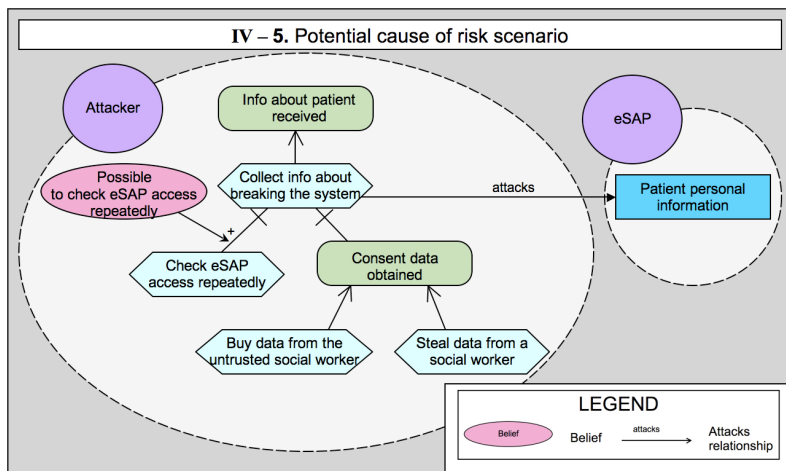 IV – 5. Potential cause of risk scenario
Attacker
Info about patient
received
eSAP
Possible
to check eSAP access
repeatedly
Collect info about
breaking the system
attacks
Patient personal
information
+
Check eSAP
access repeatedly
Consent data
obtained
Buy data from the
untrusted social worker
Steal data from a
social worker
LEGEND
Belief
Belief
attacks
Attacks
relationship